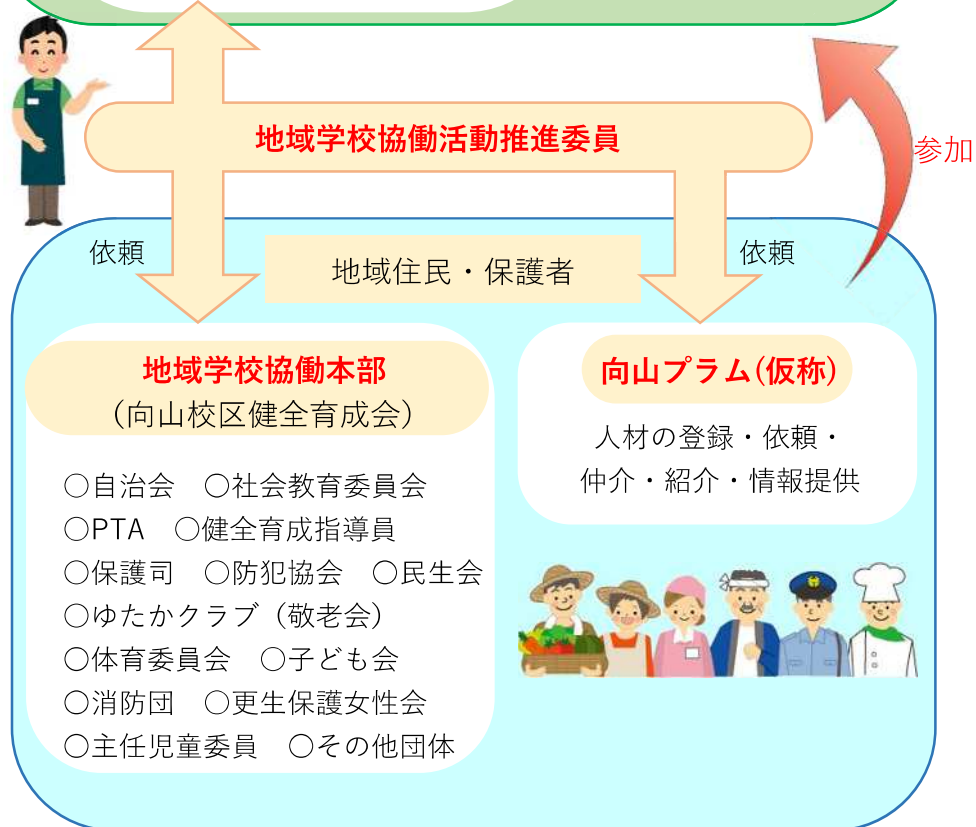 地域学校協働活動推進委員
参加
依頼
地域住民・保護者
依頼
地域学校協働本部
（向山校区健全育成会）
○自治会　○社会教育委員会
○PTA　○健全育成指導員
○保護司　○防犯協会　○民生会
○ゆたかクラブ（敬老会）
○体育委員会　○子ども会
○消防団　○更生保護女性会
○主任児童委員　○その他団体
向山プラム(仮称)
人材の登録・依頼・
仲介・紹介・情報提供